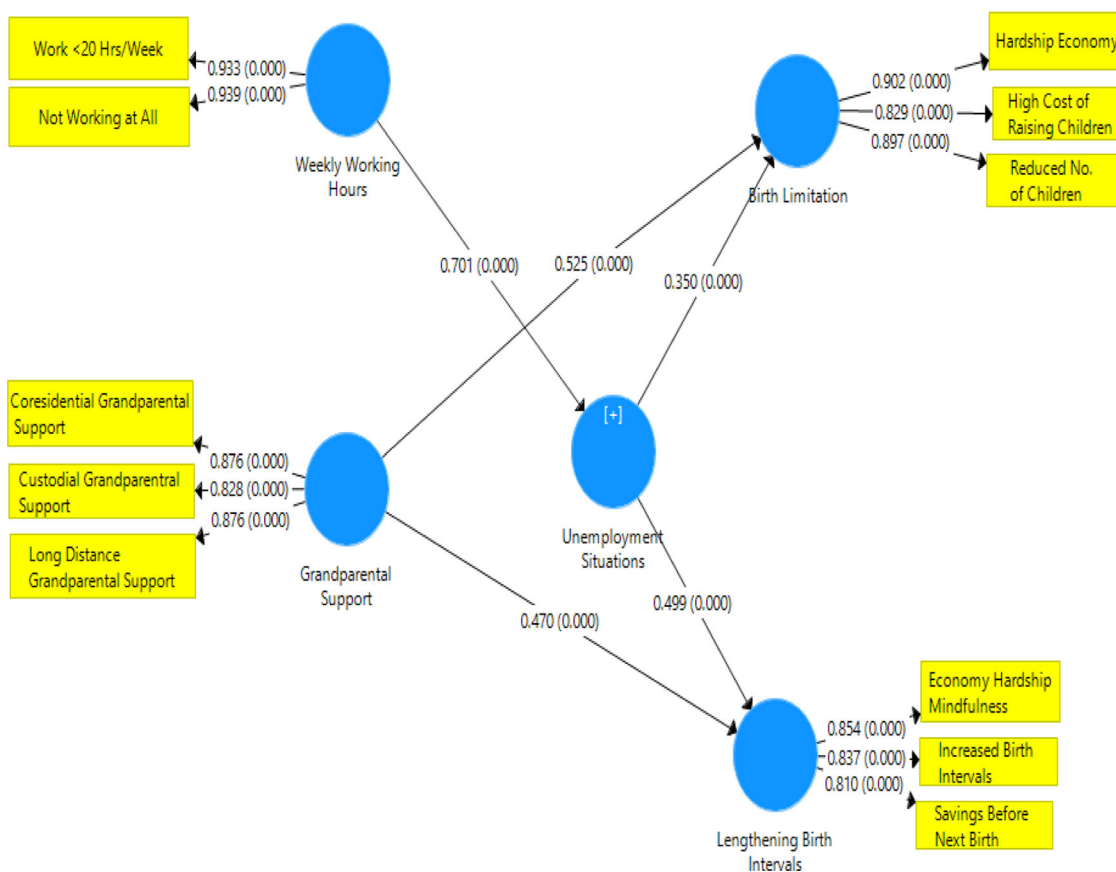 Work <20 Hrs/Week
0.933 (0.000)
0.939 (0.000)
Not Working at All
Weekly Working
Hours
Hardship Economy
0.902 (0.000)
High Cost of
Raising Children
0.829 (0.000)
0.897 (0.000)
Reduced No.
of Children
Birth Limitation
0.701 (0.000)
0.525 (0.000)
0.350 (0.000)
Coresidential Grandparental
Support
0.876 (0.000)
Custodial Grandparentral
Support
0.828 (0.000)
0.876 (0.000)
Long Distance
Grandparental Support
Grandparental
Support
[+]
Unemployment
Situations
0.470 (0.000)
0.499 (0.000)
Economy Hardship
Mindfulness
0.854 (0.000)
0.837 (0.000)
Increased Birth
Intervals
0.810 (0.000)
Savings Before
Next Birth
Lengthening Birth
Intervals